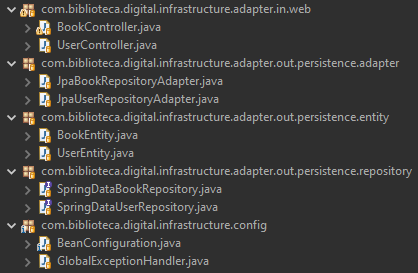 com.biblioteca.digital.infrastructure.adapter.in.web
BookController.java
UserController.java
com.biblioteca.digital.infrastructure.adapter.out.persistence.adapter
JpaBookRepositoryAdapter.java
JpaUserRepositoryAdapter.java
com.biblioteca.digital.infrastructure.adapter.out.persistence.entity
BookEntity.java
UserEntity.java
com.biblioteca.digital.infrastructure.adapter.out.persistence.repository
SpringDataBookRepository.java
SpringDataUserRepository.java
com.biblioteca.digital.infrastructure.config
BeanConfiguration.java
GlobalExceptionHandler.java